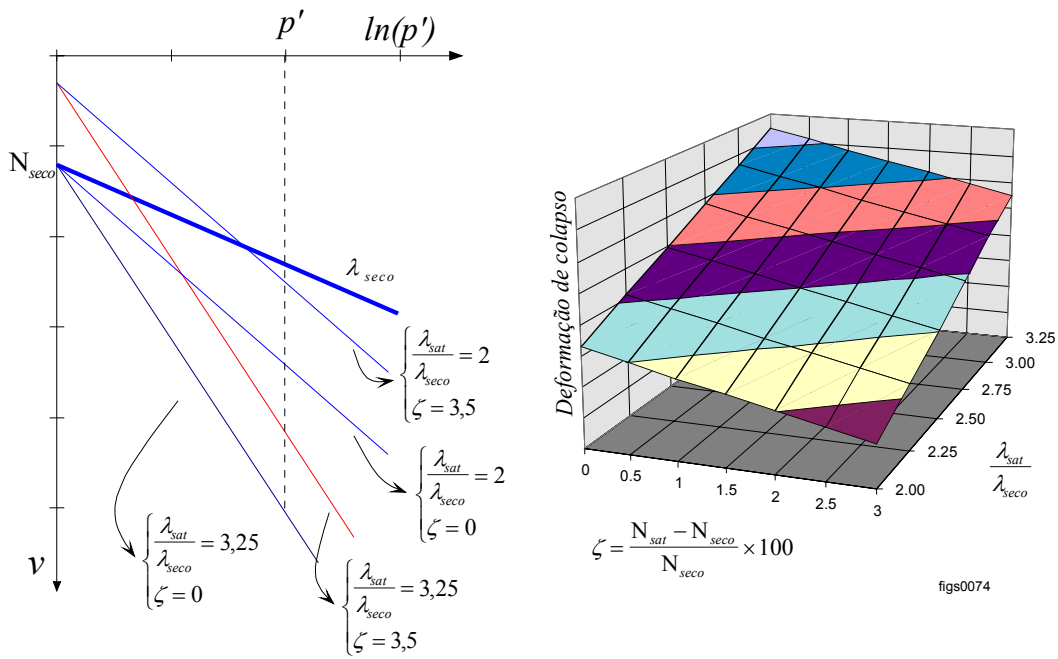 p'
ln(p')
N_seco
λ_seco
λ_sat/λ_seco = 2
ζ = 3,5
λ_sat/λ_seco = 2
ζ = 0
λ_sat/λ_seco = 3,25
ζ = 0
λ_sat/λ_seco = 3,25
ζ = 3,5
v
Deformação de colapso
0
0.5
1
1.5
2
2.5
3
2.00
2.25
2.50
2.75
3.00
3.25
λ_sat/λ_seco
ζ = (N_sat − N_seco)/N_seco × 100
figs0074